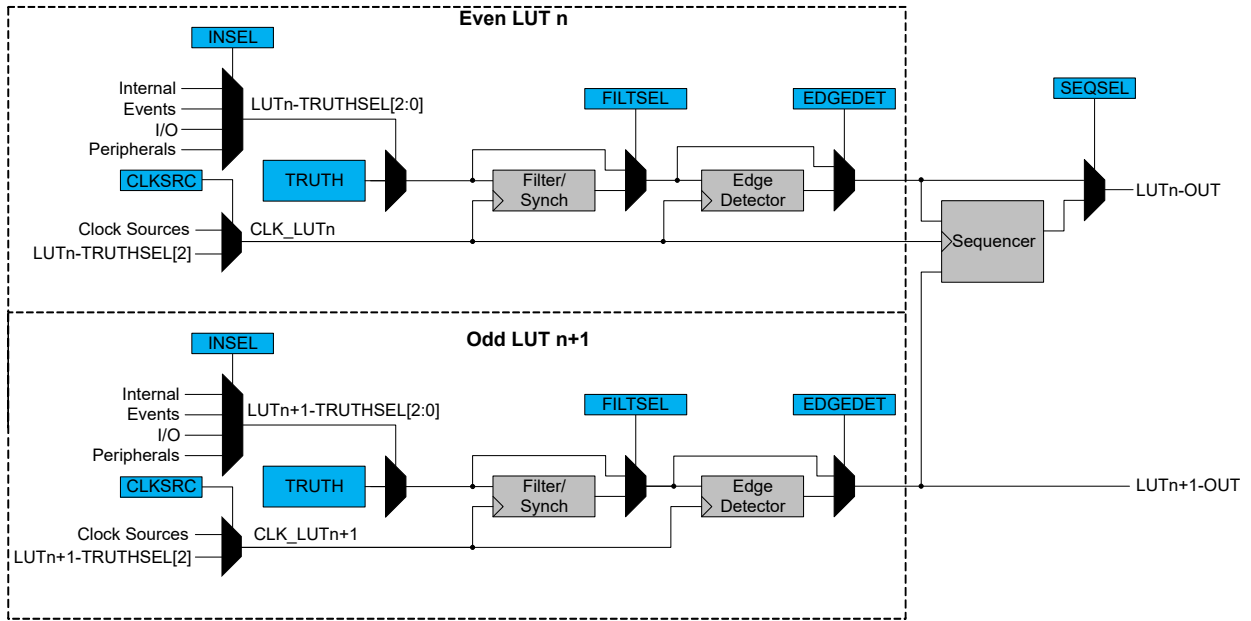 Even LUT n
INSEL
Internal
Events
I/O
Peripherals
LUTn-TRUTHSEL[2:0]
FILTSEL
EDGEDET
SEQSEL
CLKSRC
TRUTH
Filter/
Synch
Edge
Detector
LUTn-OUT
Clock Sources
LUTn-TRUTHSEL[2]
CLK_LUTn
Sequencer
Odd LUT n+1
INSEL
Internal
Events
I/O
Peripherals
LUTn+1-TRUTHSEL[2:0]
FILTSEL
EDGEDET
CLKSRC
TRUTH
Filter/
Synch
Edge
Detector
LUTn+1-OUT
Clock Sources
LUTn+1-TRUTHSEL[2]
CLK_LUTn+1